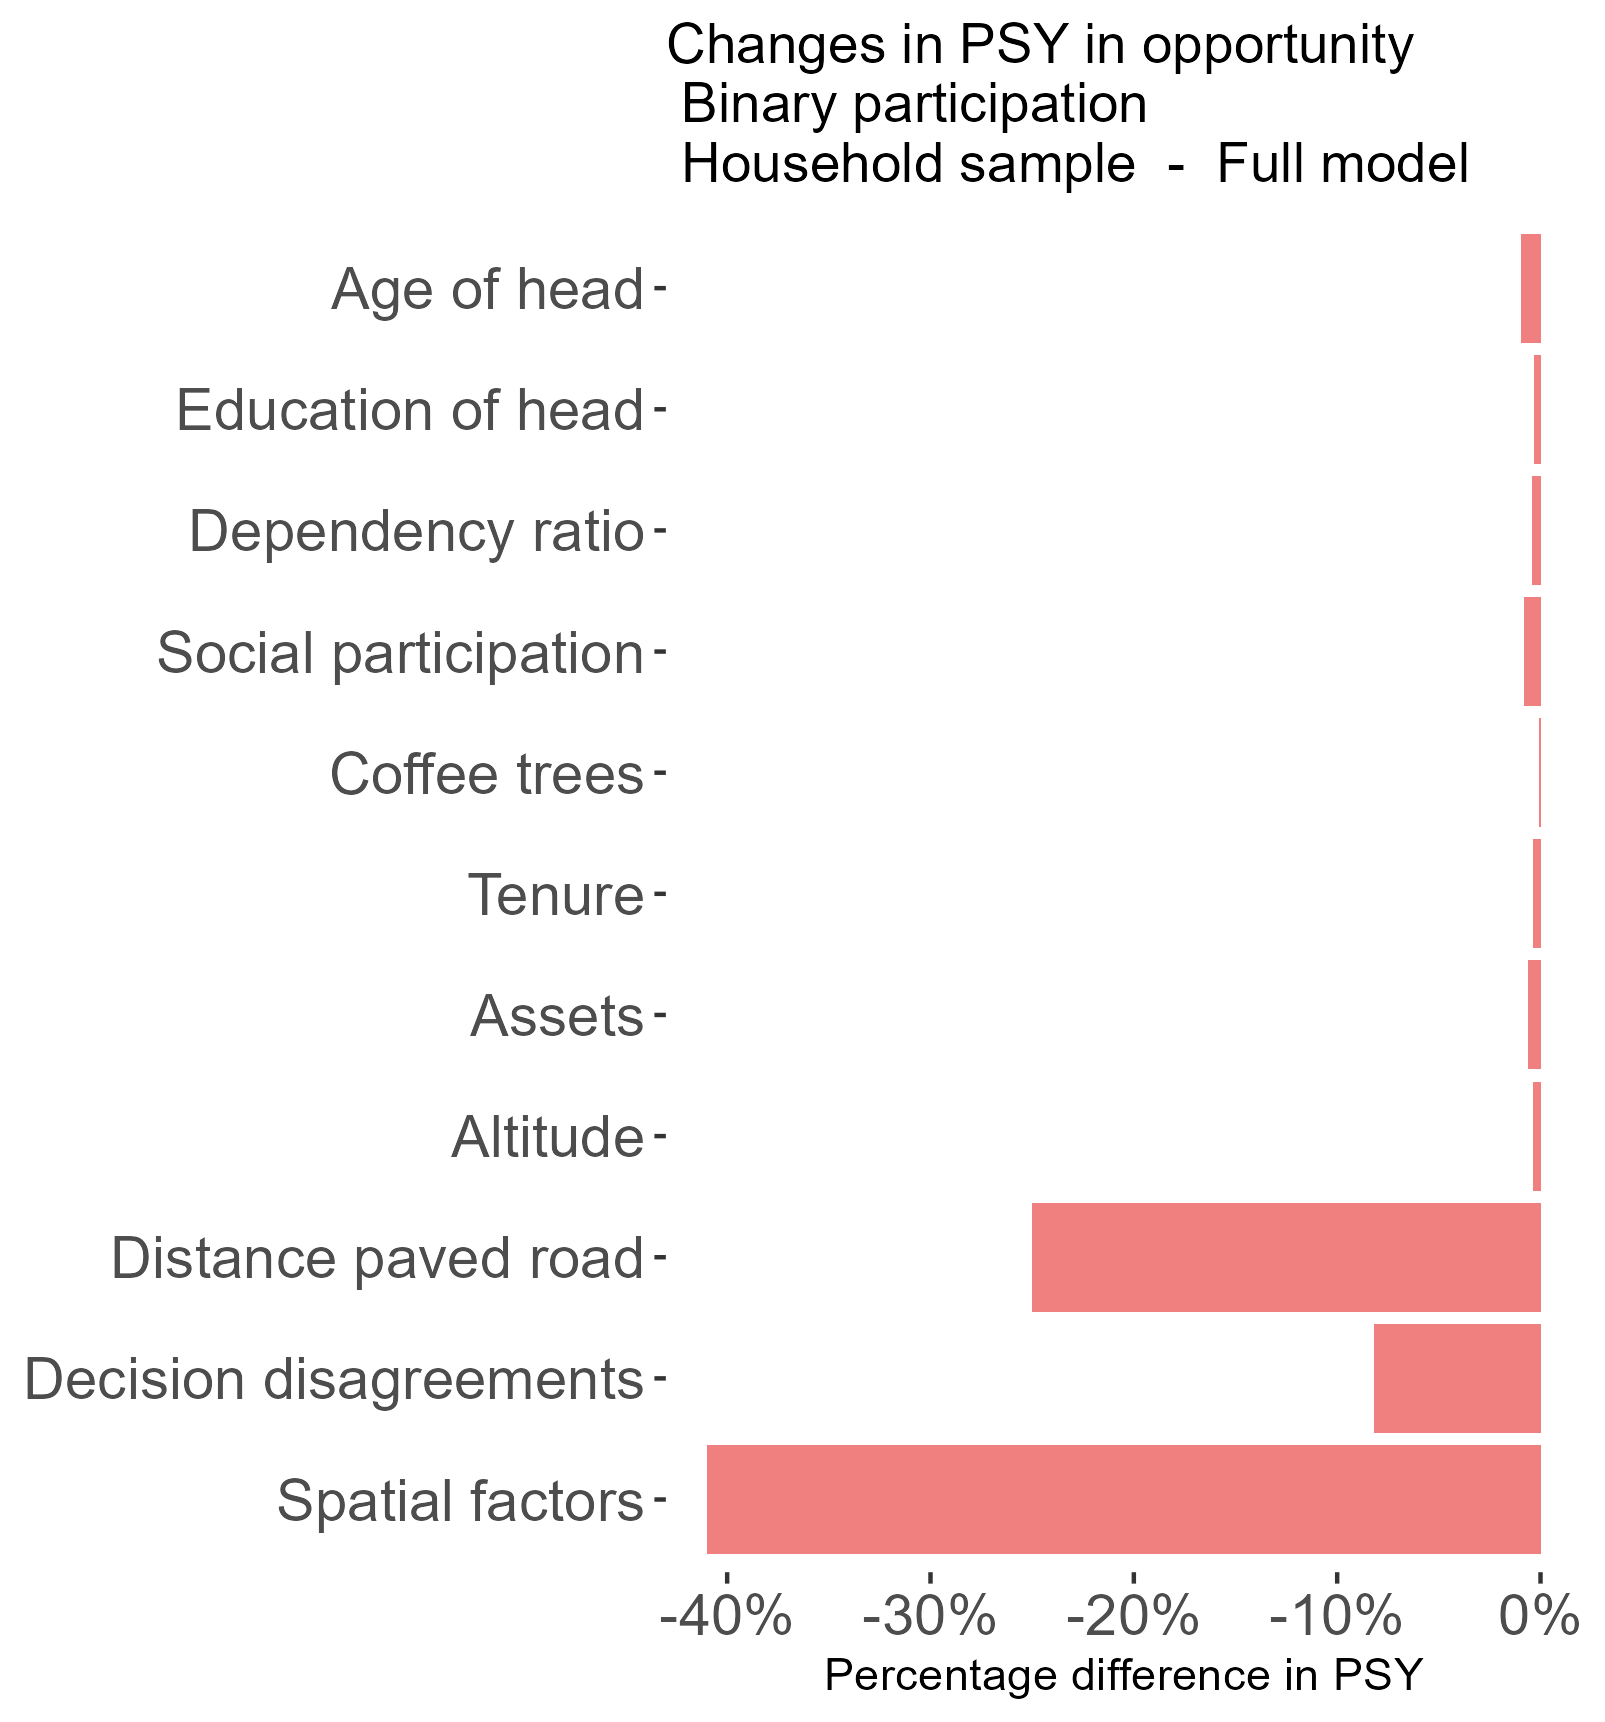 Changes in PSY in opportunity
Binary participation
Household sample - Full model
Age of head
Education of head
Dependency ratio
Social participation
Coffee trees
Tenure
Assets
Altitude
Distance paved road
Decision disagreements
Spatial factors
-40% -30% -20% -10% 0%
Percentage difference in PSY